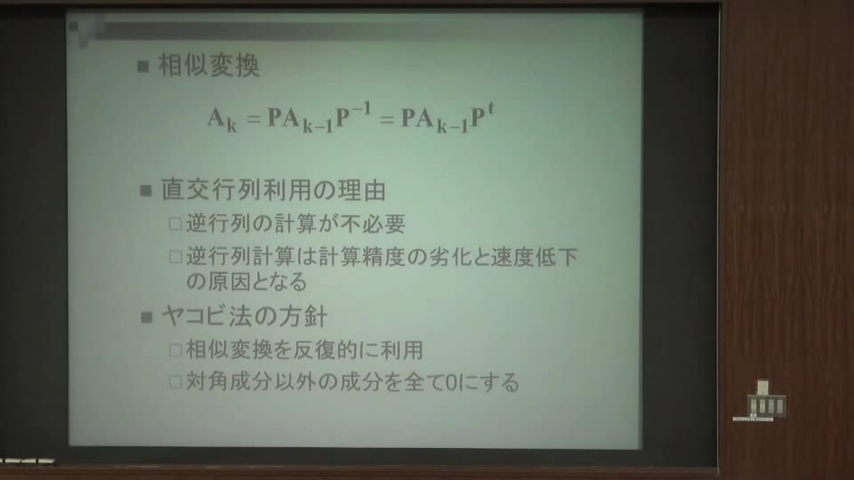 相似変換
A_k = PA_{k−1}P^{−1} = PA_{k−1}P^t
直交行列利用の理由
逆行列の計算が不必要
逆行列計算は計算精度の劣化と速度低下
の原因となる
ヤコビ法の方針
相似変換を反復的に利用
対角成分以外の成分を全て0にする